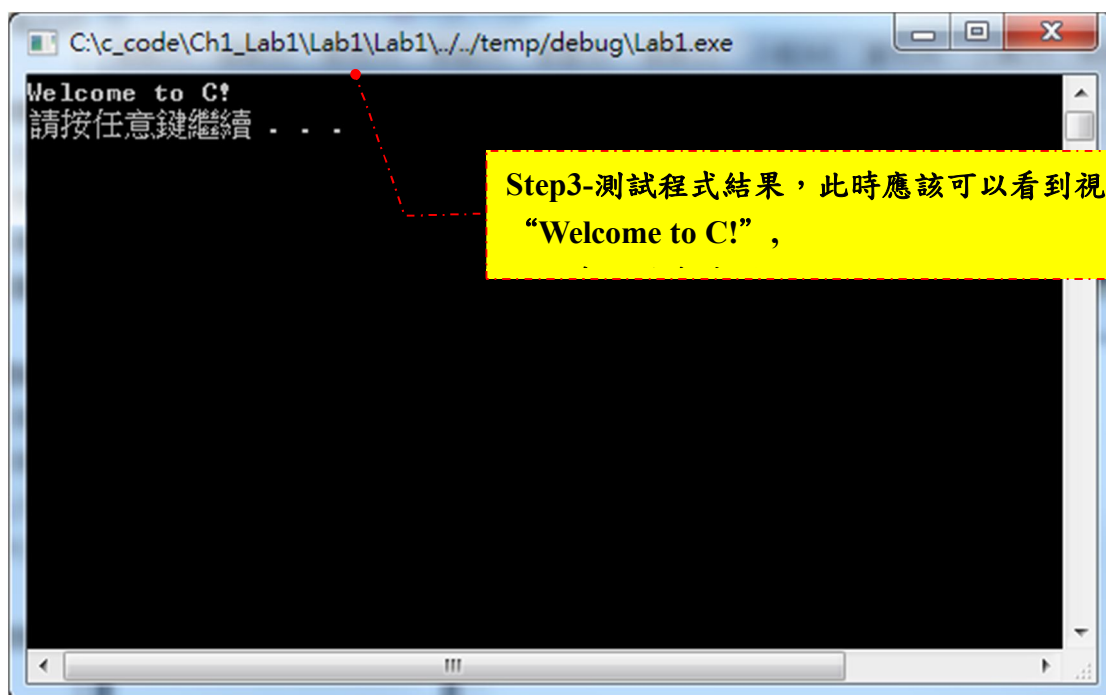 C:\c_code\Ch1_Lab1\Lab1\Lab1\../../temp/debug\Lab1.exe
Welcome to C!
請按任意鍵繼續 . . .
Step3-測試程式結果，此時應該可以看到視
“Welcome to C!”,